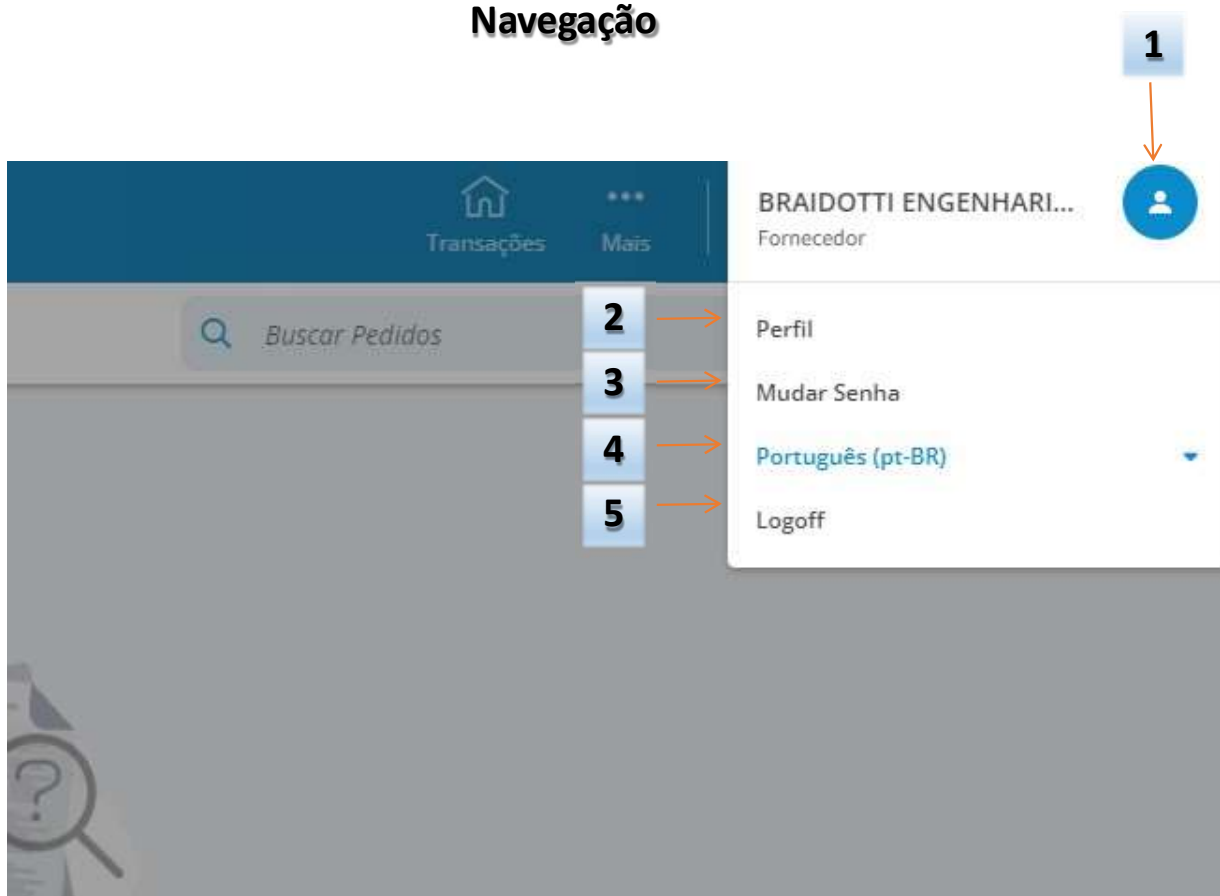 Navegação
1
Transações
Mais
BRAIDOTTI ENGENHARI...
Fornecedor
Buscar Pedidos
2
Perfil
3
Mudar Senha
4
Português (pt-BR)
5
Logoff
?